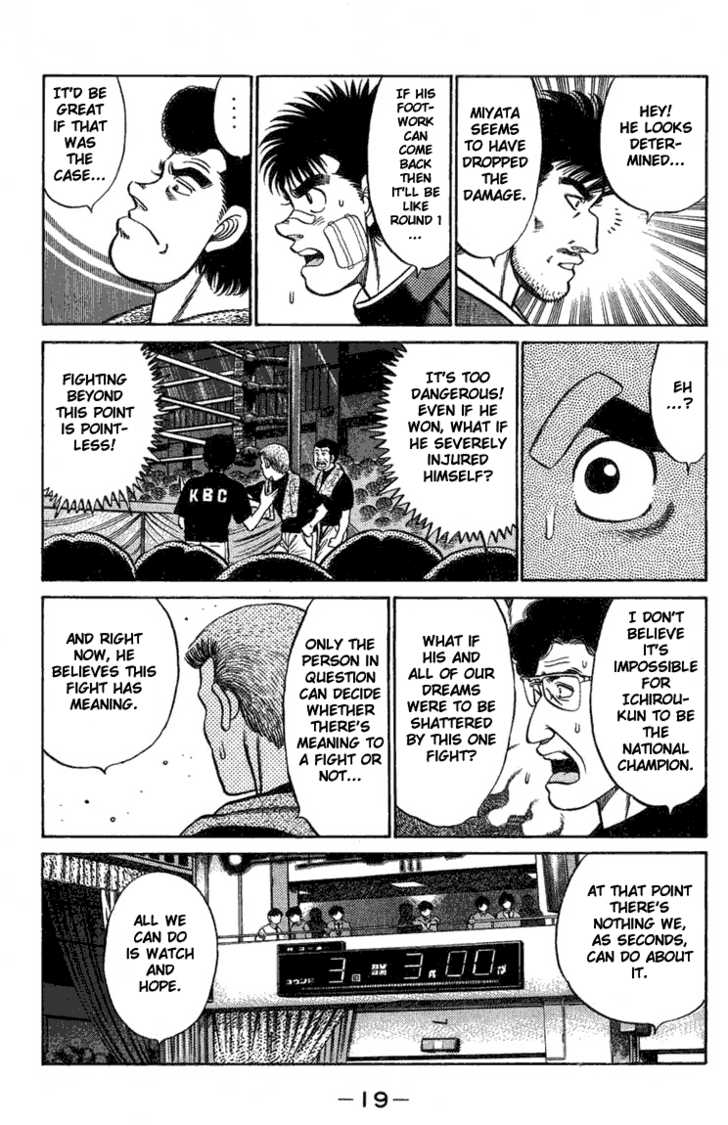 HEY!
HE LOOKS
DETER-
MINED...
MIYATA
SEEMS
TO HAVE
DROPPED
THE
DAMAGE.
IF HIS
FOOT-
WORK
CAN
COME
BACK
THEN
IT'LL BE
LIKE
ROUND 1
...
...
IT'D BE
GREAT
IF THAT
WAS
THE
CASE...
EH
...?
IT'S TOO
DANGEROUS!
EVEN IF HE
WON, WHAT IF
HE SEVERELY
INJURED
HIMSELF?
FIGHTING
BEYOND
THIS POINT
IS POINT-
LESS!
KBC
I DON'T
BELIEVE
IT'S
IMPOSSIBLE
FOR
ICHIROU-
KUN TO BE
THE
NATIONAL
CHAMPION.
WHAT IF
HIS AND
ALL OF OUR
DREAMS
WERE TO BE
SHATTERED
BY THIS ONE
FIGHT?
ONLY THE
PERSON IN
QUESTION
CAN DECIDE
WHETHER
THERE'S
MEANING TO
A FIGHT OR
NOT...
AND RIGHT
NOW, HE
BELIEVES THIS
FIGHT HAS
MEANING.
AT THAT POINT
THERE'S
NOTHING WE,
AS SECONDS,
CAN DO ABOUT
IT.
ラウンド 3 回 3 00
ALL WE
CAN DO
IS WATCH
AND
HOPE.
-19-